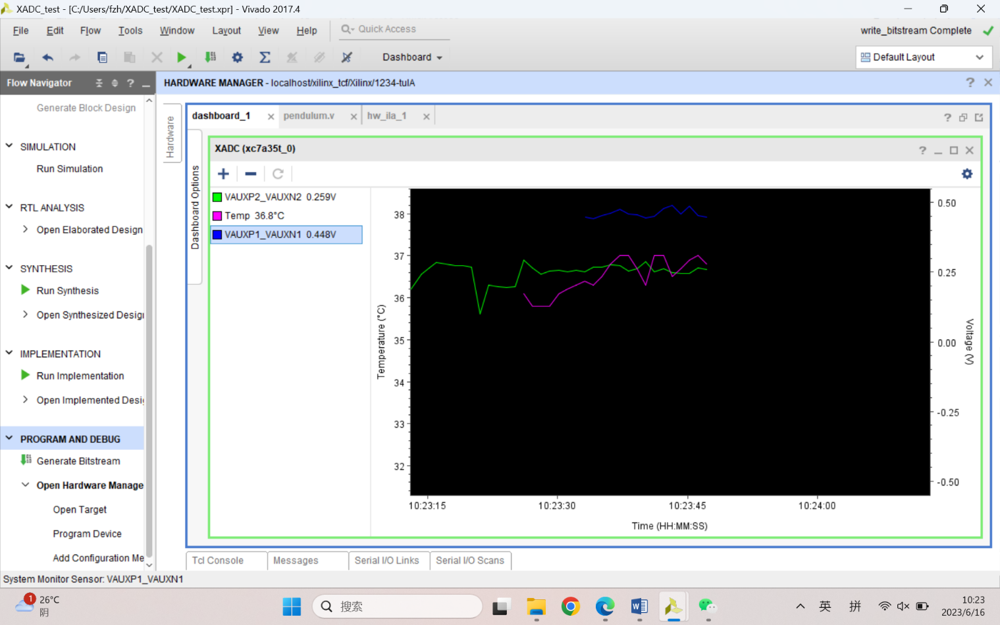 XADC_test - [C:/Users/fzh/XADC_test/XADC_test.xpr] - Vivado 2017.4
File Edit Flow Tools Window Layout View Help Quick Access write_bitstream Complete
Dashboard Default Layout
Flow Navigator
HARDWARE MANAGER - localhost/xilinx_tcf/Xilinx/1234-tulA
Generate Block Design
SIMULATION
Run Simulation
RTL ANALYSIS
Open Elaborated Design
SYNTHESIS
Run Synthesis
Open Synthesized Desig
IMPLEMENTATION
Run Implementation
Open Implemented Desi
PROGRAM AND DEBUG
Generate Bitstream
Open Hardware Manage
Open Target
Program Device
Add Configuration Me
Hardware
dashboard_1 pendulum.v hw_ila_1
Dashboard Options
XADC (xc7a35t_0)
VAUXP2_VAUXN2 0.259V
Temp 36.8°C
VAUXP1_VAUXN1 0.448V
Temperature (°C)
38
37
36
35
34
33
32
0.50
0.25
0.00
-0.25
-0.50
Voltage (V)
10:23:15 10:23:30 10:23:45 10:24:00
Time (HH:MM:SS)
Tcl Console Messages Serial I/O Links Serial I/O Scans
System Monitor Sensor: VAUXP1_VAUXN1
1
26°C
阴
搜索
英 拼
10:23
2023/6/16